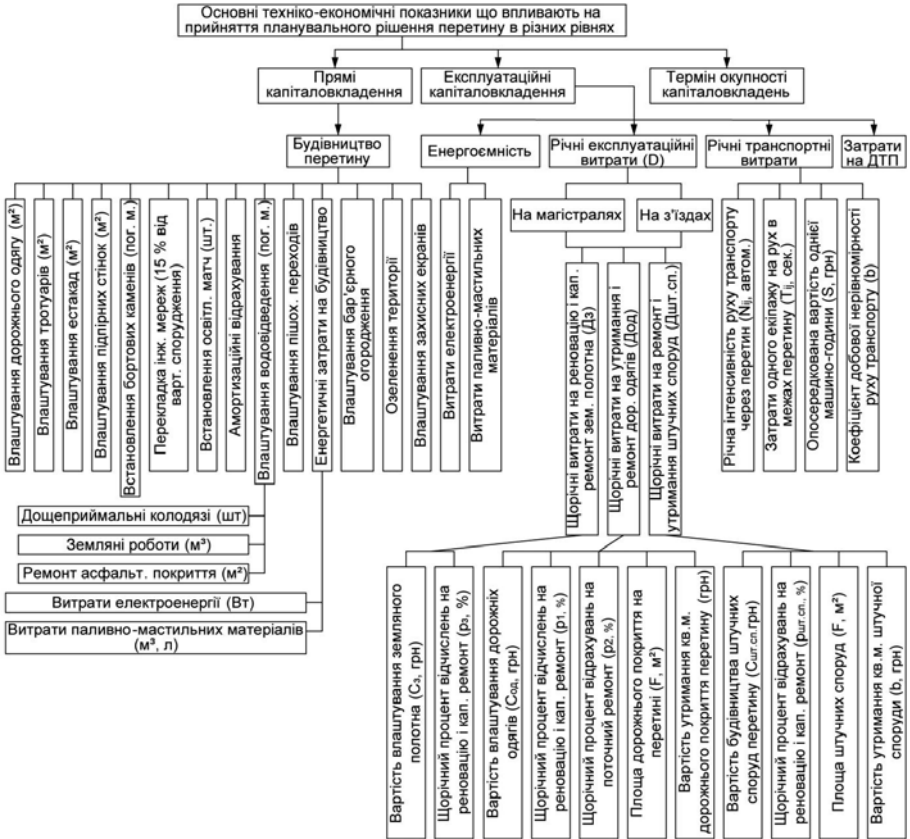 Основні техніко-економічні показники що впливають на
прийняття планувального рішення перетину в різних рівнях
Прямі
капіталовкладення
Експлуатаційні
капіталовкладення
Термін окупності
капіталовкладень
Будівництво
перетину
Енергоємність
Річні експлуатаційні
витрати (D)
Річні транспортні
витрати
Затрати
на ДТП
На магістралях
На з'їздах
Влаштування дорожнього одягу (м²)
Влаштування тротуарів (м²)
Влаштування естакад (м²)
Влаштування підпірних стінок (м²)
Встановлення бортових каменів (пог. м.)
Перекладка інж. мереж (15 % від
варт. спорудження)
Встановлення освітл. матч (шт.)
Амортизаційні відрахування
Влаштування водовідведення (пог. м.)
Влаштування пішох. переходів
Енергетичні затрати на будівництво
Влаштування бар'єрного
огородження
Озеленення території
Влаштування захисних екранів
Витрати електроенергії
Витрати паливно-мастильних
матеріалів
Щорічні витрати на реновацію і кап.
ремонт зем. полотна (Дз)
Щорічні витрати на утримання і
ремонт дор. одягів (Дод)
Щорічні витрати на ремонт і
утримання штучних споруд (Дшт.сп.)
Річна інтенсивність руху транспорту
через перетин (Nij, автом.)
Затрати одного екіпажу на рух в
межах перетину (Tij, сек.)
Опосередкована вартість однієї
машино-години (S, грн)
Коефіцієнт добової нерівномірності
руху транспорту (b)
Дощеприймальні колодязі (шт)
Земляні роботи (м³)
Ремонт асфальт. покриття (м²)
Витрати електроенергії (Вт)
Витрати паливно-мастильних матеріалів
(м³, л)
Вартість влаштування земляного
полотна (Сз, грн)
Щорічний процент відчислень на
реновацію і кап. ремонт (рз, %)
Вартість влаштування дорожніх
одягів (Сод, грн)
Щорічний процент відчислень на
реновацію і кап. ремонт (р1, %)
Щорічний процент відрахувань на
поточний ремонт (р2, %)
Площа дорожнього покриття на
перетині (F, м²)
Вартість утримання кв.м.
дорожнього покриття перетину (грн)
Вартість будівництва штучних
споруд перетину (Сшт.сп.грн)
Щорічний процент відрахувань на
реновацію і кап. ремонт (ршт.сп., %)
Площа штучних споруд (F, м²)
Вартість утримання кв.м. штучної
споруди (b, грн)